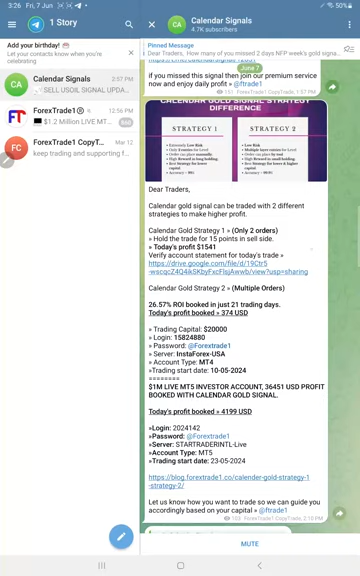 3:26 Fri, 7 Jun
50%
1 Story
Add your birthday!
Let your contacts know when you're celebrating
Calendar Signals 2:57 PM
SELL USOIL SIGNAL UPDA...
ForexTrade1 12:56 PM
$1.2 Million LIVE MT...
ForexTrade1 CopyT... Mar 12
keep trading and supporting f...
CA
Calendar Signals
4.7K subscribers
Pinned Message
Dear Traders, How many of you missed 2 days NFP week's gold signa...
if you missed this signal then join our premium service
now and enjoy daily profit » @ftrade1
June 7
151 ForexTrade1 CopyTrade, 1:57 PM
CALENDAR GOLD SIGNAL STRATEGY
DIFFERENCE
STRATEGY 1
• Extremely Low Risk
STRATEGY 2
• Low Risk
Dear Traders,
Calendar gold signal can be traded with 2 different
strategies to make higher profit.
Calendar Gold Strategy 1 » (Only 2 orders)
» Hold the trade for 15 points in sell side.
» Today's profit $1541
Verify account statement for today's trade »
https://drive.google.com/file/d/19Ctr5
-wscqcZ4Q4ikSKbyFxcFlsjAwwb/view?usp=sharing
Calendar Gold Strategy 2 » (Multiple Orders)
26.57% ROI booked in just 21 trading days.
Today's profit booked » 374 USD
» Trading Capital: $20000
» Login: 15824880
» Password: @Forextrade1
» Server: InstaForex-USA
» Account Type: MT4
»Trading start date: 10-05-2024
========
$1M LIVE MT5 INVESTOR ACCOUNT, 36451 USD PROFIT
BOOKED WITH CALENDAR GOLD SIGNAL.
Today's profit booked » 4199 USD
»Login: 2024142
»Password: @Forextrade1
»Server: STARTRADERINTL-Live
»Account Type: MT5
»Trading start date: 23-05-2024
https://blog.forextrade1.co/calender-gold-strategy-1
-strategy-2/
Let us know how you want to trade so we can guide you
accordingly based on your capital » @ftrade1
103 ForexTrade1 CopyTrade, 2:10 PM
MUTE